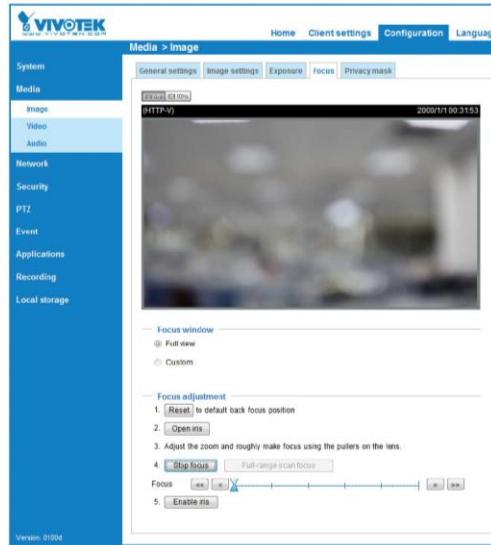 VIVOTEK
WWW.VIVOTEK.COM
Home Client settings Configuration Languag
Media > Image
System
General settings Image settings Exposure Focus Privacy mask
Media
Image
Video
Audio
Network
Security
PTZ
Event
Applications
Recording
Local storage
(HTTP-V) 2000/1/1 00:31:53
Focus window
Full view
Custom
Focus adjustment
1. Reset to default back focus position
2. Open iris
3. Adjust the zoom and roughly make focus using the pullers on the lens.
4. Stop focus Full-range scan focus
Focus << < > >>
5. Enable iris
Version: 0100d